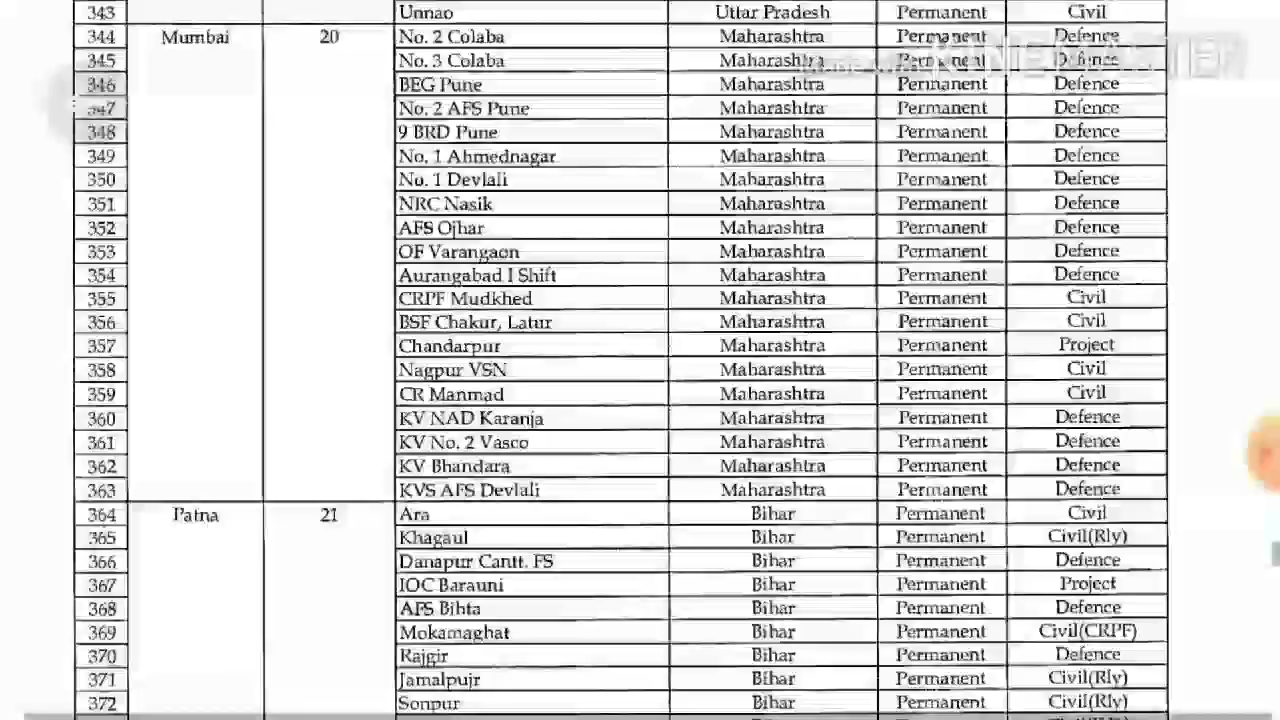 343 Unnao Uttar Pradesh Permanent Civil
344 Mumbai 20 No. 2 Colaba Maharashtra Permanent Defence
345 No. 3 Colaba Maharashtra Permanent Defence
346 BEG Pune Maharashtra Permanent Defence
347 No. 2 AFS Pune Maharashtra Permanent Defence
348 9 BRD Pune Maharashtra Permanent Defence
349 No. 1 Ahmednagar Maharashtra Permanent Defence
350 No. 1 Devlali Maharashtra Permanent Defence
351 NRC Nasik Maharashtra Permanent Defence
352 AFS Ojhar Maharashtra Permanent Defence
353 OF Varangaon Maharashtra Permanent Defence
354 Aurangabad I Shift Maharashtra Permanent Defence
355 CRPF Mudkhed Maharashtra Permanent Civil
356 BSF Chakur, Latur Maharashtra Permanent Civil
357 Chandarpur Maharashtra Permanent Project
358 Nagpur VSN Maharashtra Permanent Civil
359 CR Manmad Maharashtra Permanent Civil
360 KV NAD Karanja Maharashtra Permanent Defence
361 KV No. 2 Vasco Maharashtra Permanent Defence
362 KV Bhandara Maharashtra Permanent Defence
363 KVS AFS Devlali Maharashtra Permanent Defence
364 Patna 21 Ara Bihar Permanent Civil
365 Khagaul Bihar Permanent Civil(Rly)
366 Danapur Cantt. FS Bihar Permanent Defence
367 IOC Barauni Bihar Permanent Project
368 AFS Bihta Bihar Permanent Defence
369 Mokamaghat Bihar Permanent Civil(CRPF)
370 Rajgir Bihar Permanent Defence
371 Jamalpujr Bihar Permanent Civil(Rly)
372 Sonpur Bihar Permanent Civil(Rly)
KINEMASTER